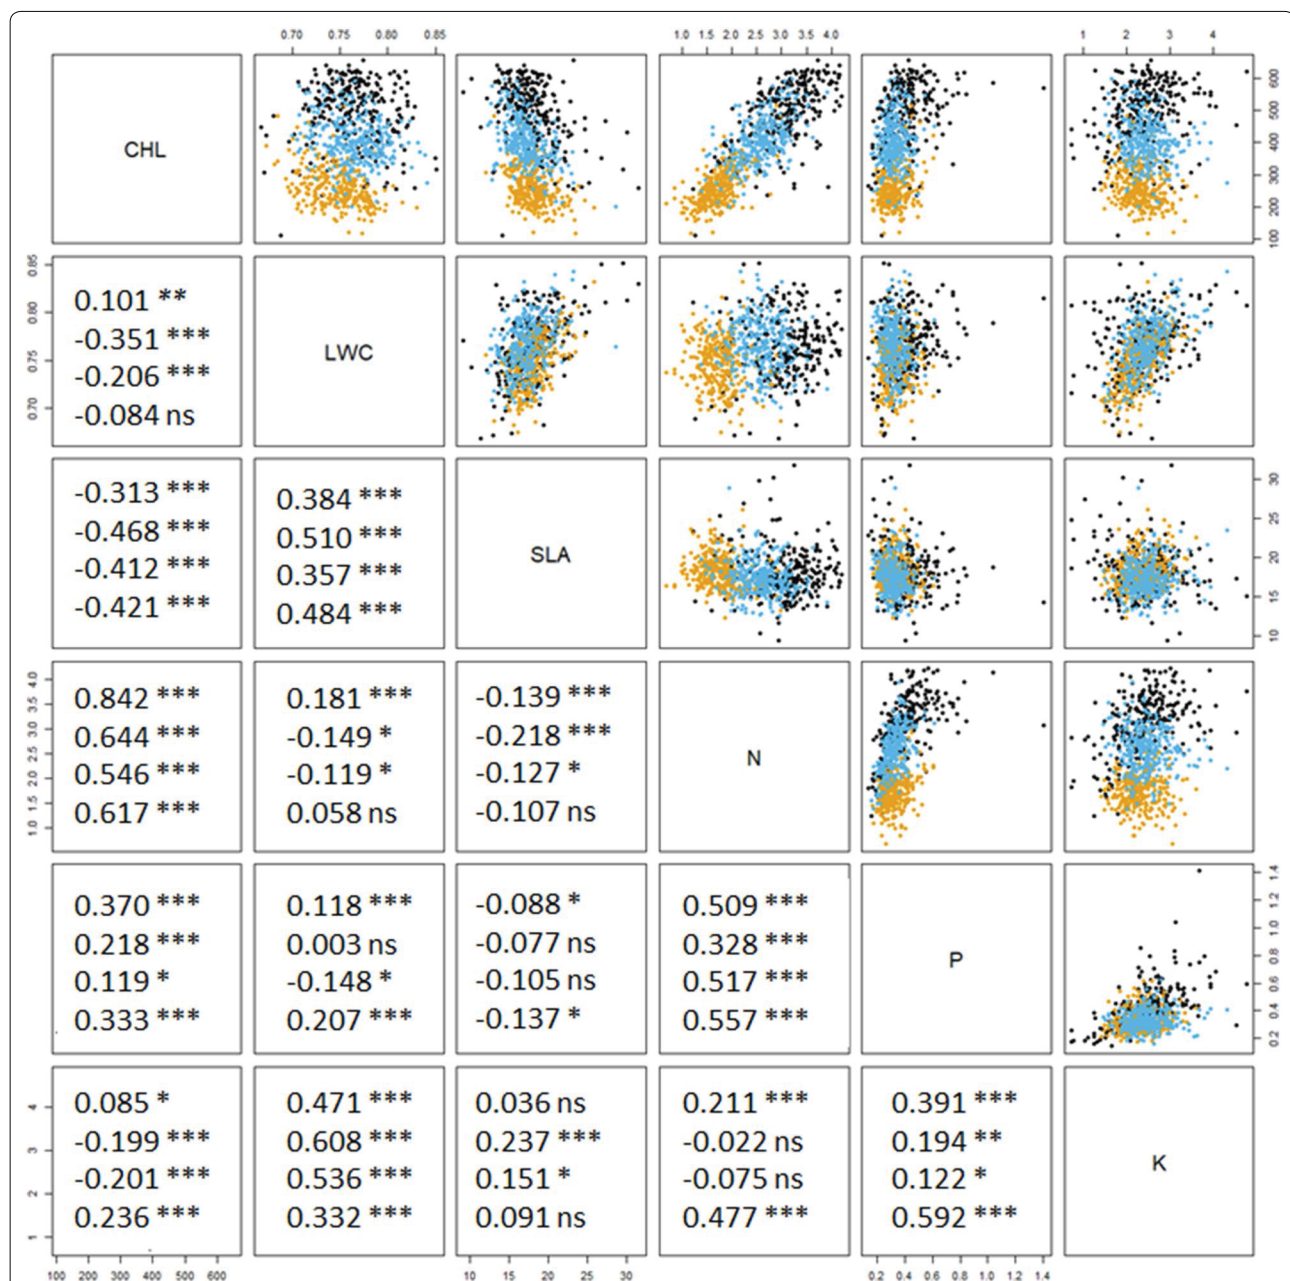 0.70 0.75 0.80 0.85
1.0 1.5 2.0 2.5 3.0 3.5 4.0
1 2 3 4
CHL
100 200 300 400 500 600
0.70 0.75 0.80 0.85
0.101 **
-0.351 ***
-0.206 ***
-0.084 ns
LWC
-0.313 ***
-0.468 ***
-0.412 ***
-0.421 ***
0.384 ***
0.510 ***
0.357 ***
0.484 ***
SLA
10 15 20 25 30
1.0 1.5 2.0 2.5 3.0 3.5 4.0
0.842 ***
0.644 ***
0.546 ***
0.617 ***
0.181 ***
-0.149 *
-0.119 *
0.058 ns
-0.139 ***
-0.218 ***
-0.127 *
-0.107 ns
N
0.370 ***
0.218 ***
0.119 *
0.333 ***
0.118 ***
0.003 ns
-0.148 *
0.207 ***
-0.088 *
-0.077 ns
-0.105 ns
-0.137 *
0.509 ***
0.328 ***
0.517 ***
0.557 ***
P
0.2 0.4 0.6 0.8 1.0 1.2 1.4
1 2 3 4
0.085 *
-0.199 ***
-0.201 ***
0.236 ***
0.471 ***
0.608 ***
0.536 ***
0.332 ***
0.036 ns
0.237 ***
0.151 *
0.091 ns
0.211 ***
-0.022 ns
-0.075 ns
0.477 ***
0.391 ***
0.194 **
0.122 *
0.592 ***
K
100 200 300 400 500 600
10 15 20 25 30
0.2 0.4 0.6 0.8 1.0 1.2 1.4